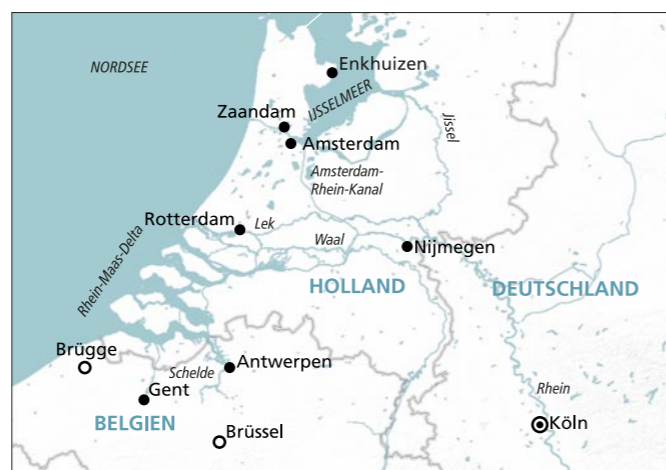 NORDSEE
Enkhuizen
IJSSELMEER
Zaandam
Amsterdam
Jissel
Amsterdam-
Rhein-Kanal
Rotterdam
Lek
Waal
Nijmegen
Rhein-Maas-Delta
HOLLAND
DEUTSCHLAND
Brügge
Schelde
Antwerpen
Gent
Rhein
BELGIEN
Brüssel
Köln